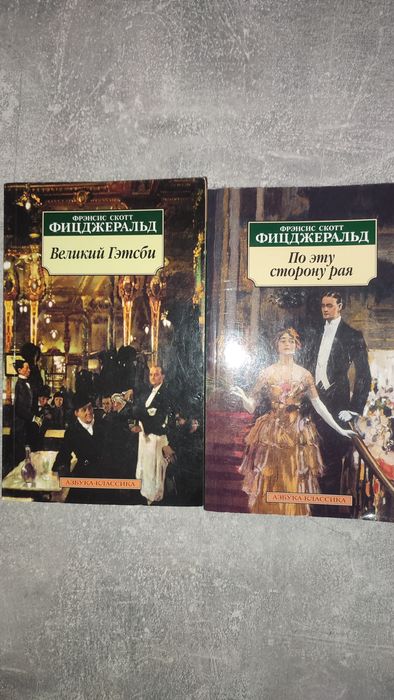 ФРЭНСИС СКОТТ
ФИЦДЖЕРАЛЬД
Великий Гэтсби
АЗБУКА-КЛАССИКА
ФРЭНСИС СКОТТ
ФИЦДЖЕРАЛЬД
По эту
сторону рая
АЗБУКА-КЛАССИКА